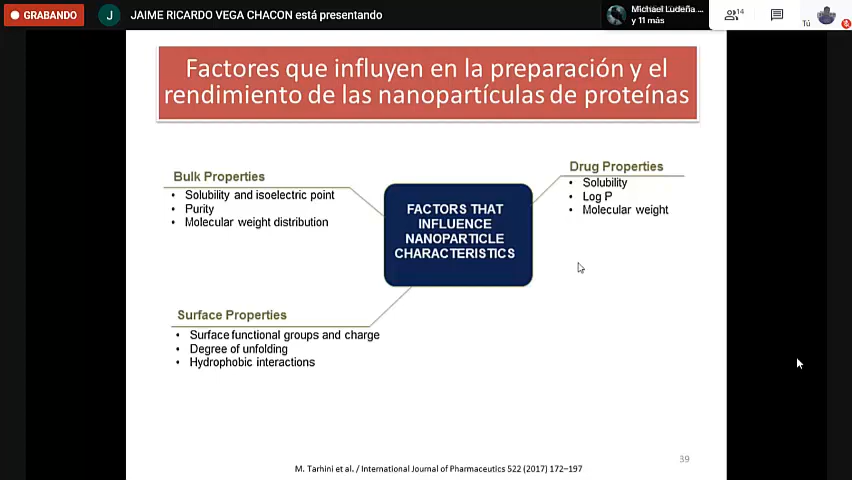 GRABANDO
J
JAIME RICARDO VEGA CHACON está presentando
Michael Ludeña ...
y 11 más
14
Tú
Factores que influyen en la preparación y el
rendimiento de las nanopartículas de proteínas
Bulk Properties
• Solubility and isoelectric point
• Purity
• Molecular weight distribution
FACTORS THAT
INFLUENCE
NANOPARTICLE
CHARACTERISTICS
Drug Properties
• Solubility
• Log P
• Molecular weight
Surface Properties
• Surface functional groups and charge
• Degree of unfolding
• Hydrophobic interactions
39
M. Tarhini et al. / International Journal of Pharmaceutics 522 (2017) 172–197